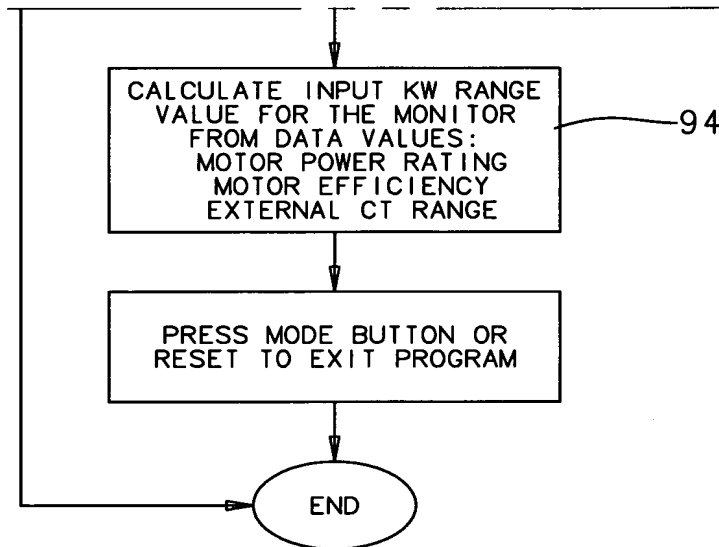 CALCULATE INPUT KW RANGE
VALUE FOR THE MONITOR
FROM DATA VALUES:
MOTOR POWER RATING
MOTOR EFFICIENCY
EXTERNAL CT RANGE
94
PRESS MODE BUTTON OR
RESET TO EXIT PROGRAM
END